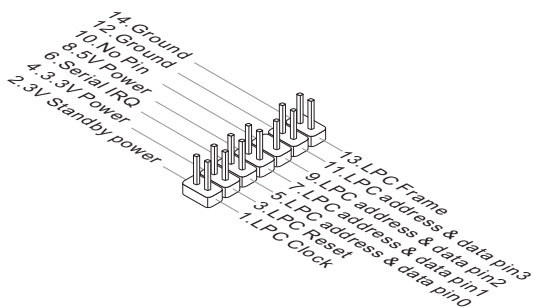 14.Ground
12.Ground
10.No Pin
8.5V Power
6.Serial IRQ
4.3.3V Power
2.3V Standby power
13.LPC Frame
11.LPC address & data pin3
9.LPC address & data pin2
7.LPC address & data pin1
5.LPC address & data pin0
3.LPC Reset
1.LPC Clock